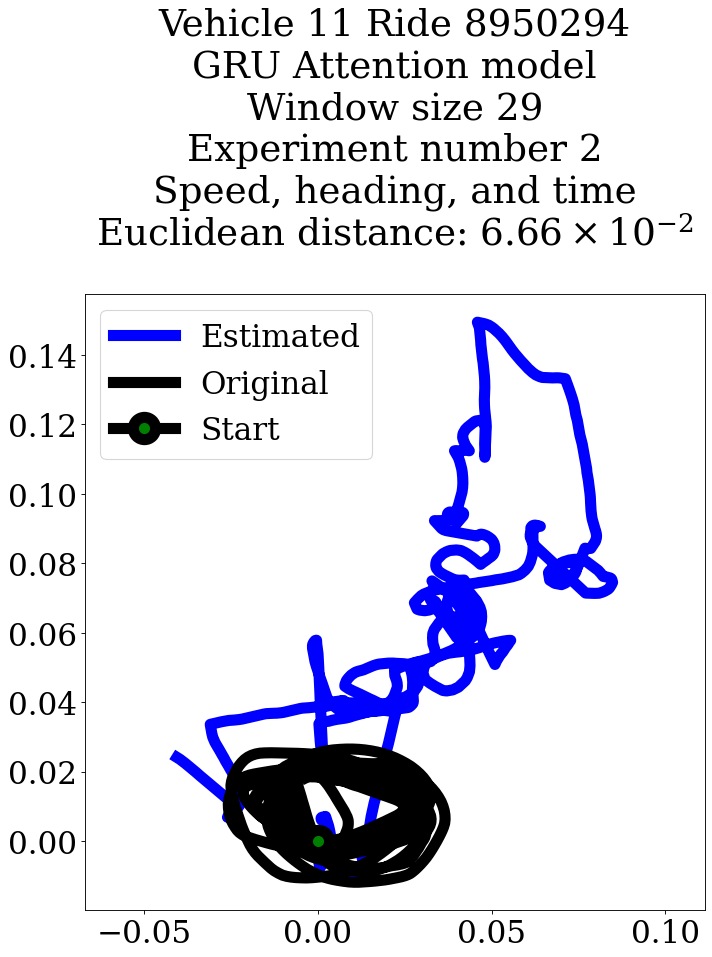 Vehicle 11 Ride 8950294
GRU Attention model
Window size 29
Experiment number 2
Speed, heading, and time
Euclidean distance: 6.66 × 10⁻²
Estimated
Original
Start
0.14
0.12
0.10
0.08
0.06
0.04
0.02
0.00
−0.05
0.00
0.05
0.10